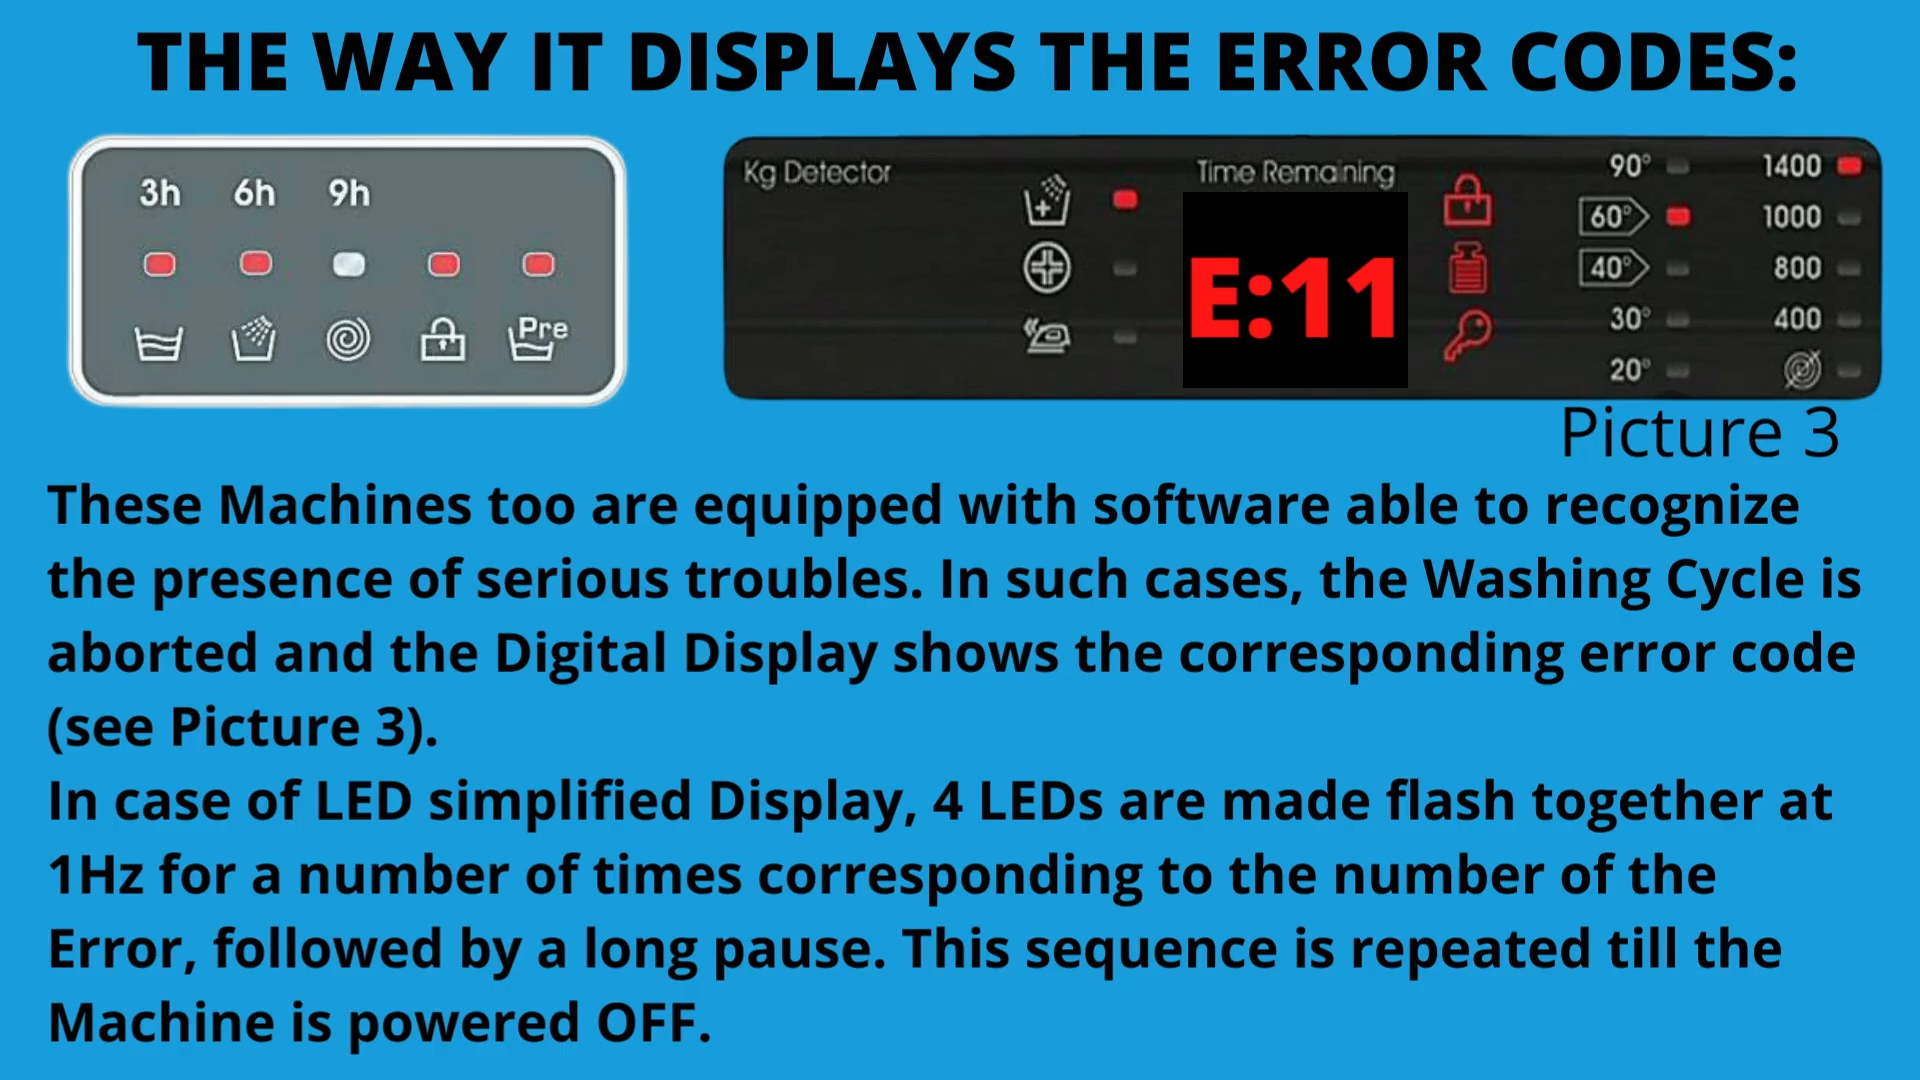 THE WAY IT DISPLAYS THE ERROR CODES:
3h 6h 9h
Pre
Kg Detector
Time Remaining
E:11
90° 1400
60° 1000
40° 800
30° 400
20°
Picture 3
These Machines too are equipped with software able to recognize
the presence of serious troubles. In such cases, the Washing Cycle is
aborted and the Digital Display shows the corresponding error code
(see Picture 3).
In case of LED simplified Display, 4 LEDs are made flash together at
1Hz for a number of times corresponding to the number of the
Error, followed by a long pause. This sequence is repeated till the
Machine is powered OFF.